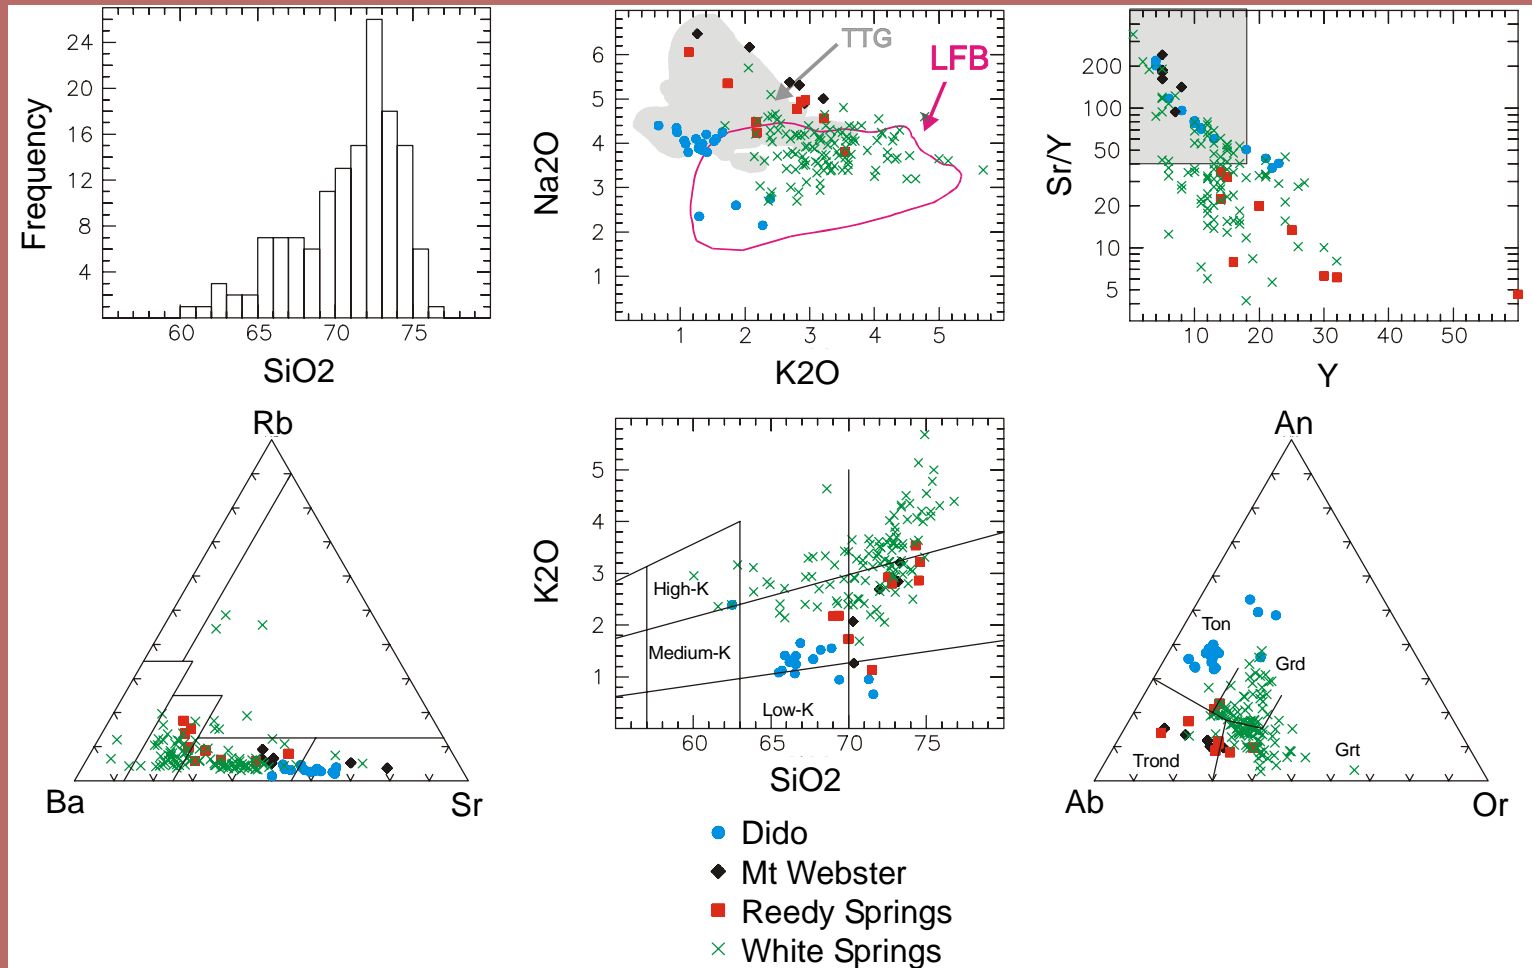 24
20
16
12
8
4
Frequency
60 65 70 75
SiO2
6
5
4
3
2
1
Na2O
TTG
LFB
1 2 3 4 5
K2O
200
100
50
20
10
5
Sr/Y
10 20 30 40 50
Y
Rb
Ba
Sr
5
4
3
2
1
K2O
High-K
Medium-K
Low-K
60 65 70 75
SiO2
An
Ton
Grd
Trond
Grt
Ab
Or
Dido
Mt Webster
Reedy Springs
White Springs